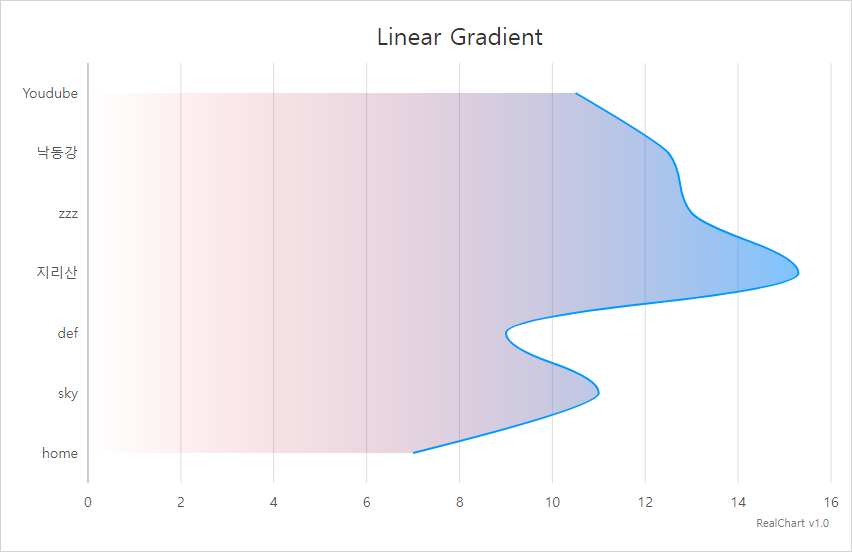 Linear Gradient
Youdube
낙동강
zzz
지리산
def
sky
home
0 2 4 6 8 10 12 14 16
RealChart v1.0